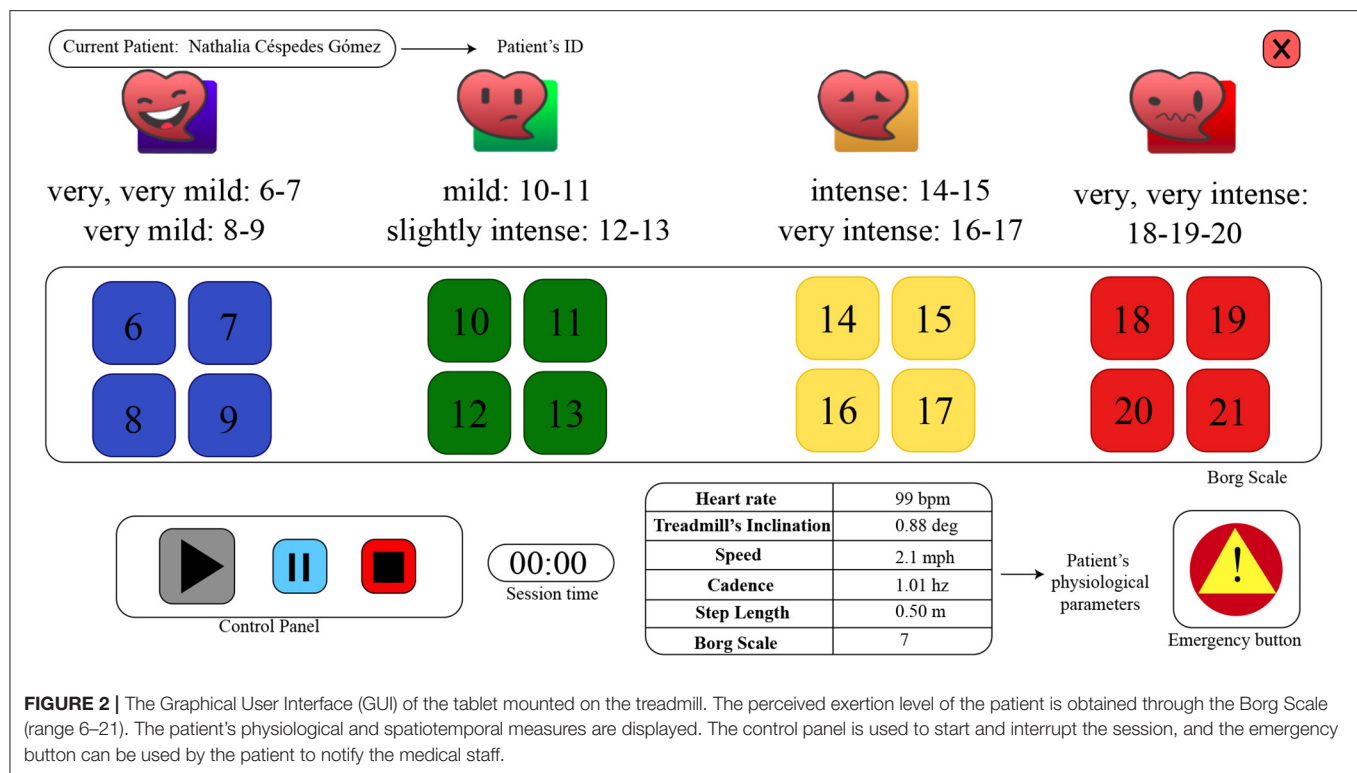 Current Patient: Nathalia Céspedes Gómez
Patient's ID
X
very, very mild: 6-7
very mild: 8-9
mild: 10-11
slightly intense: 12-13
intense: 14-15
very intense: 16-17
very, very intense:
18-19-20
6 7 10 11 14 15 18 19
8 9 12 13 16 17 20 21
Borg Scale
Control Panel
00:00
Session time
Heart rate 99 bpm
Treadmill's Inclination 0.88 deg
Speed 2.1 mph
Cadence 1.01 hz
Step Length 0.50 m
Borg Scale 7
Patient's
physiological
parameters
!
Emergency button
FIGURE 2 | The Graphical User Interface (GUI) of the tablet mounted on the treadmill. The perceived exertion level of the patient is obtained through the Borg Scale
(range 6–21). The patient's physiological and spatiotemporal measures are displayed. The control panel is used to start and interrupt the session, and the emergency
button can be used by the patient to notify the medical staff.